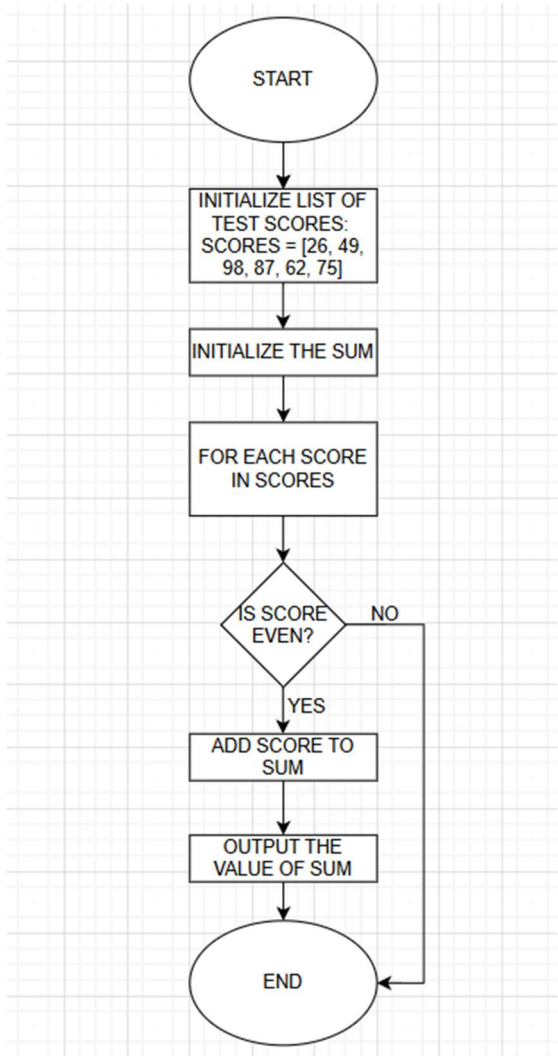 START
INITIALIZE LIST OF
TEST SCORES:
SCORES = [26, 49,
98, 87, 62, 75]
INITIALIZE THE SUM
FOR EACH SCORE
IN SCORES
IS SCORE
EVEN?
NO
YES
ADD SCORE TO
SUM
OUTPUT THE
VALUE OF SUM
END